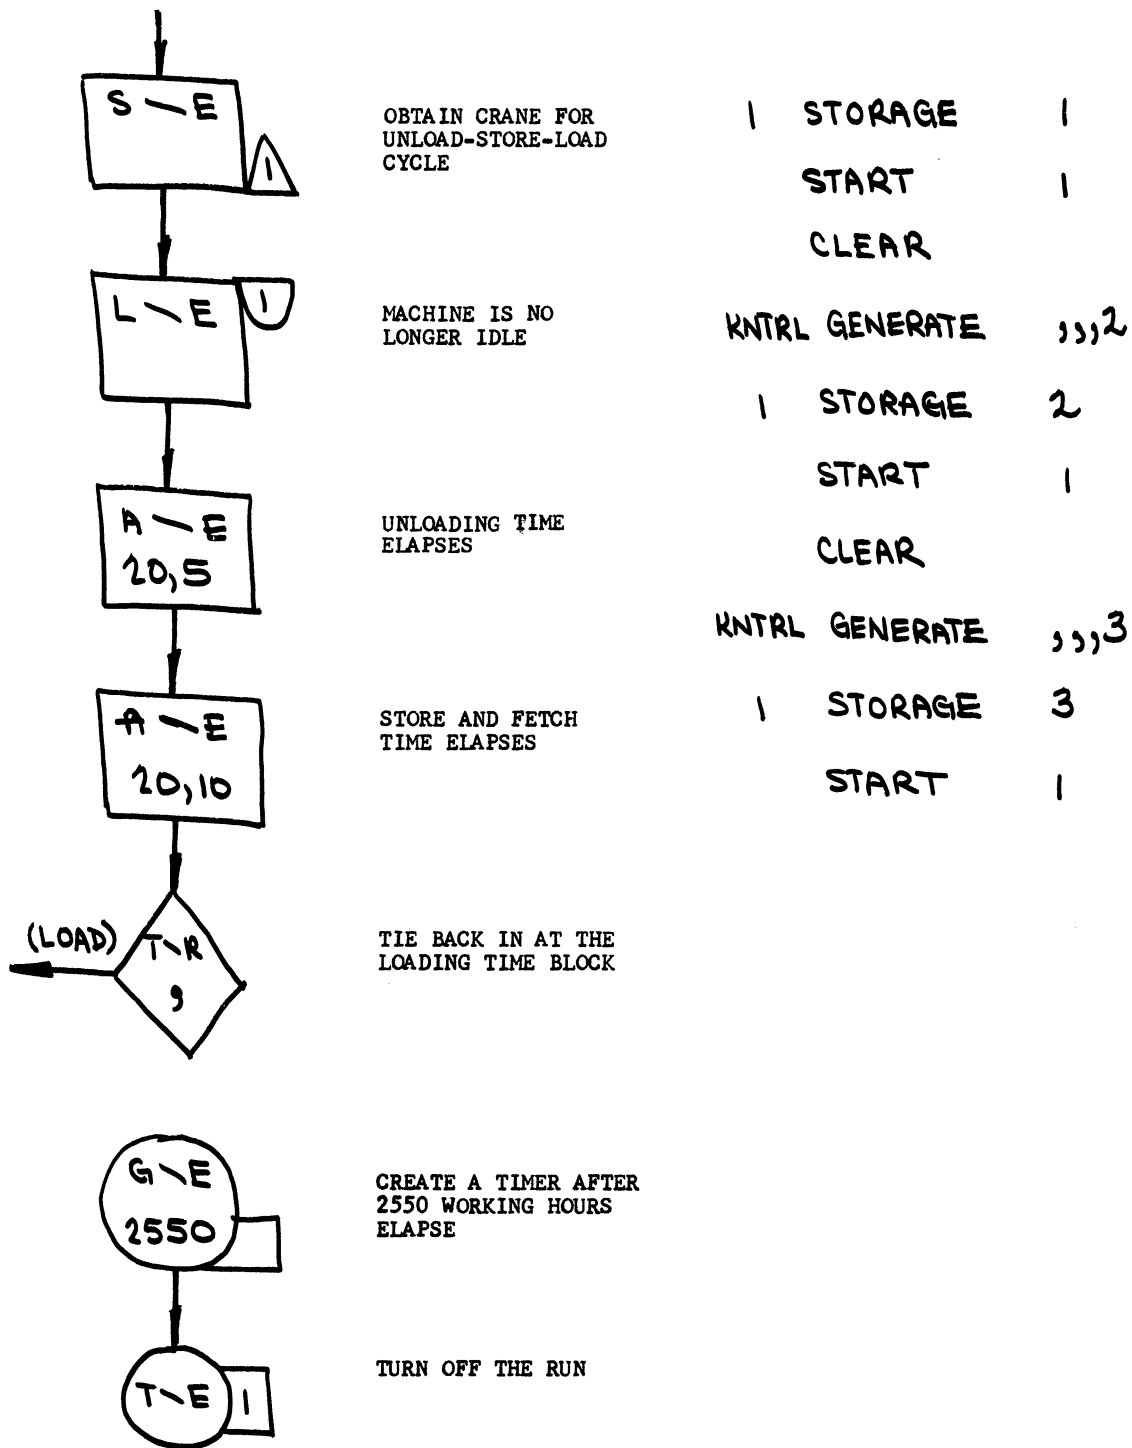 S\E
1
OBTAIN CRANE FOR
UNLOAD-STORE-LOAD
CYCLE
L\E
1
MACHINE IS NO
LONGER IDLE
A\E
20,5
UNLOADING TIME
ELAPSES
A\E
20,10
STORE AND FETCH
TIME ELAPSES
(LOAD)
T\R
,
TIE BACK IN AT THE
LOADING TIME BLOCK
G\E
2550
CREATE A TIMER AFTER
2550 WORKING HOURS
ELAPSE
T\E
1
TURN OFF THE RUN
1 STORAGE 1
START 1
CLEAR
KNTRL GENERATE ,,,2
1 STORAGE 2
START 1
CLEAR
KNTRL GENERATE ,,,3
1 STORAGE 3
START 1